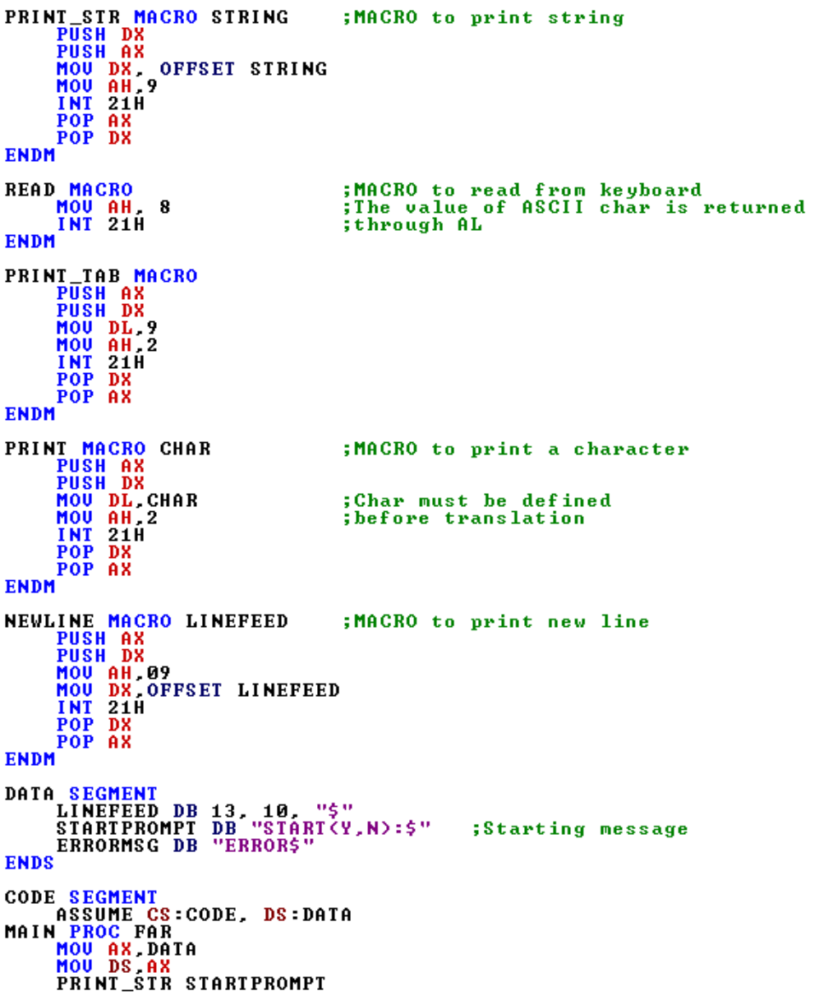 PRINT_STR MACRO STRING ;MACRO to print string
PUSH DX
PUSH AX
MOV DX, OFFSET STRING
MOV AH,9
INT 21H
POP AX
POP DX
ENDM
READ MACRO ;MACRO to read from keyboard
MOV AH, 8 ;The value of ASCII char is returned
INT 21H ;through AL
ENDM
PRINT_TAB MACRO
PUSH AX
PUSH DX
MOV DL,9
MOV AH,2
INT 21H
POP DX
POP AX
ENDM
PRINT MACRO CHAR ;MACRO to print a character
PUSH AX
PUSH DX
MOV DL,CHAR ;Char must be defined
MOV AH,2 ;before translation
INT 21H
POP DX
POP AX
ENDM
NEWLINE MACRO LINEFEED ;MACRO to print new line
PUSH AX
PUSH DX
MOV AH,09
MOV DX,OFFSET LINEFEED
INT 21H
POP DX
POP AX
ENDM
DATA SEGMENT
LINEFEED DB 13, 10, "$"
STARTPROMPT DB "START(Y,N):$" ;Starting message
ERRORMSG DB "ERROR$"
ENDS
CODE SEGMENT
ASSUME CS:CODE, DS:DATA
MAIN PROC FAR
MOV AX,DATA
MOV DS,AX
PRINT_STR STARTPROMPT